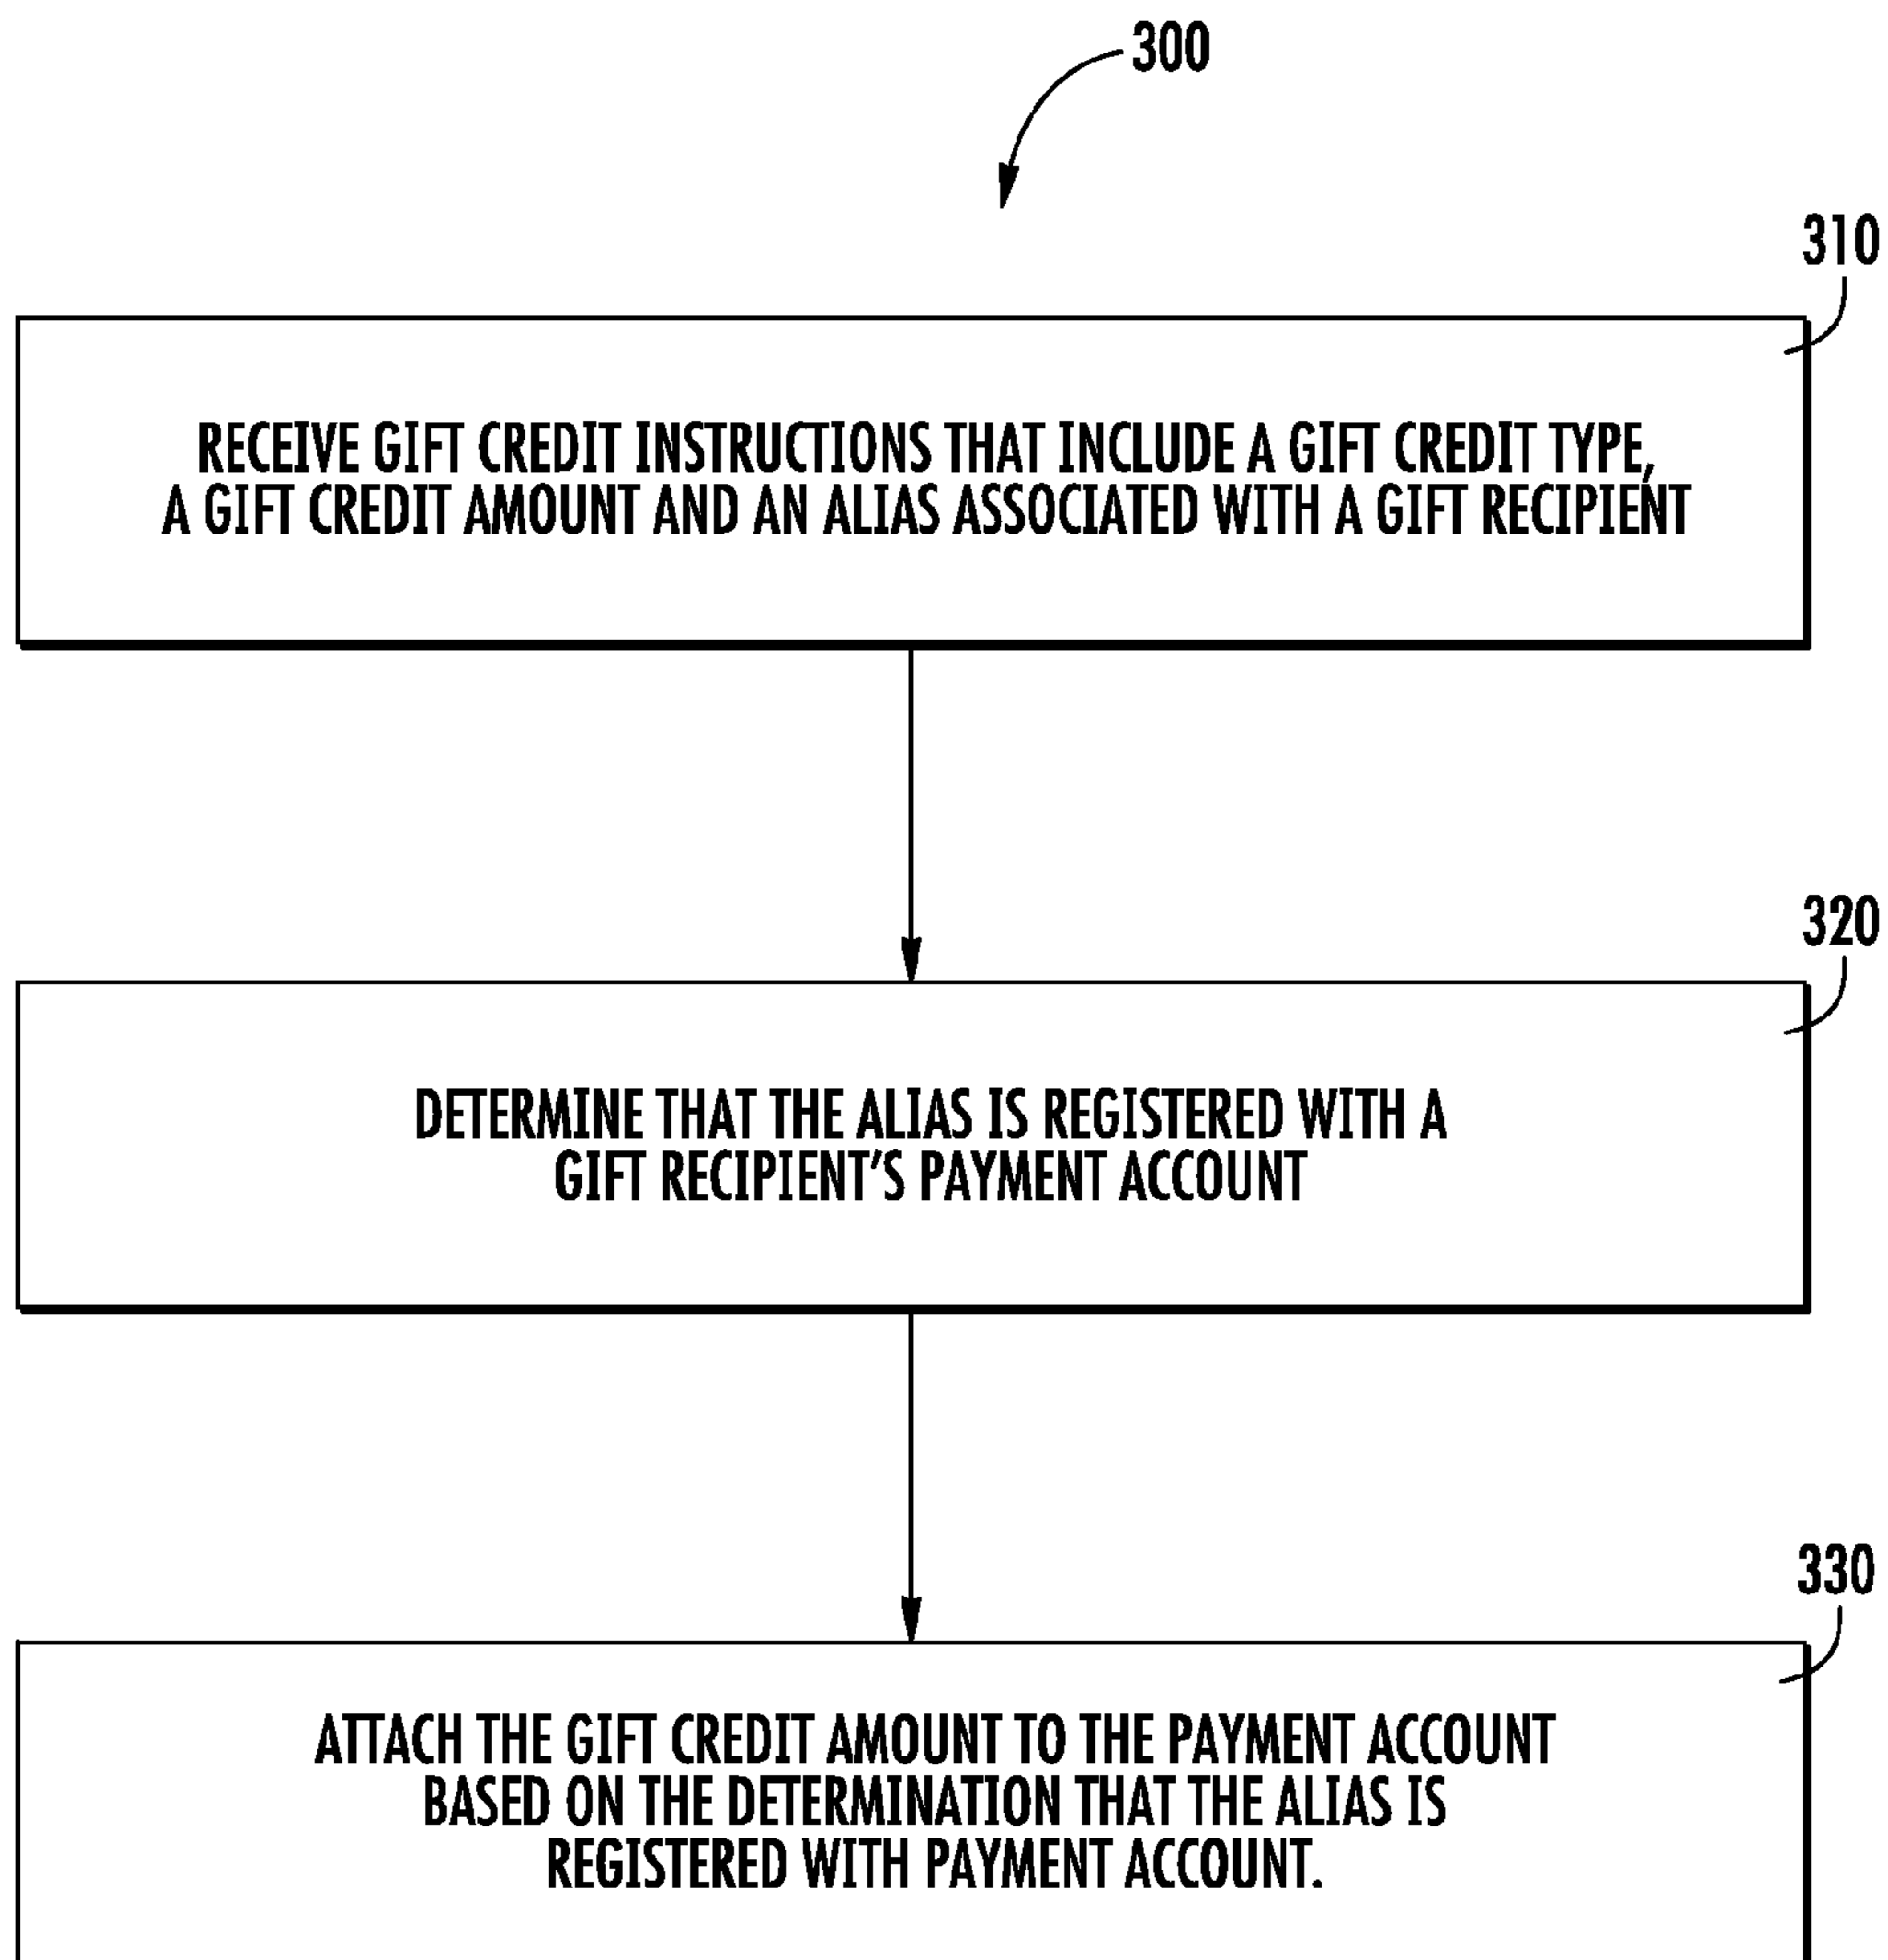 300
310
RECEIVE GIFT CREDIT INSTRUCTIONS THAT INCLUDE A GIFT CREDIT TYPE,
A GIFT CREDIT AMOUNT AND AN ALIAS ASSOCIATED WITH A GIFT RECIPIENT
320
DETERMINE THAT THE ALIAS IS REGISTERED WITH A
GIFT RECIPIENT'S PAYMENT ACCOUNT
330
ATTACH THE GIFT CREDIT AMOUNT TO THE PAYMENT ACCOUNT
BASED ON THE DETERMINATION THAT THE ALIAS IS
REGISTERED WITH PAYMENT ACCOUNT.